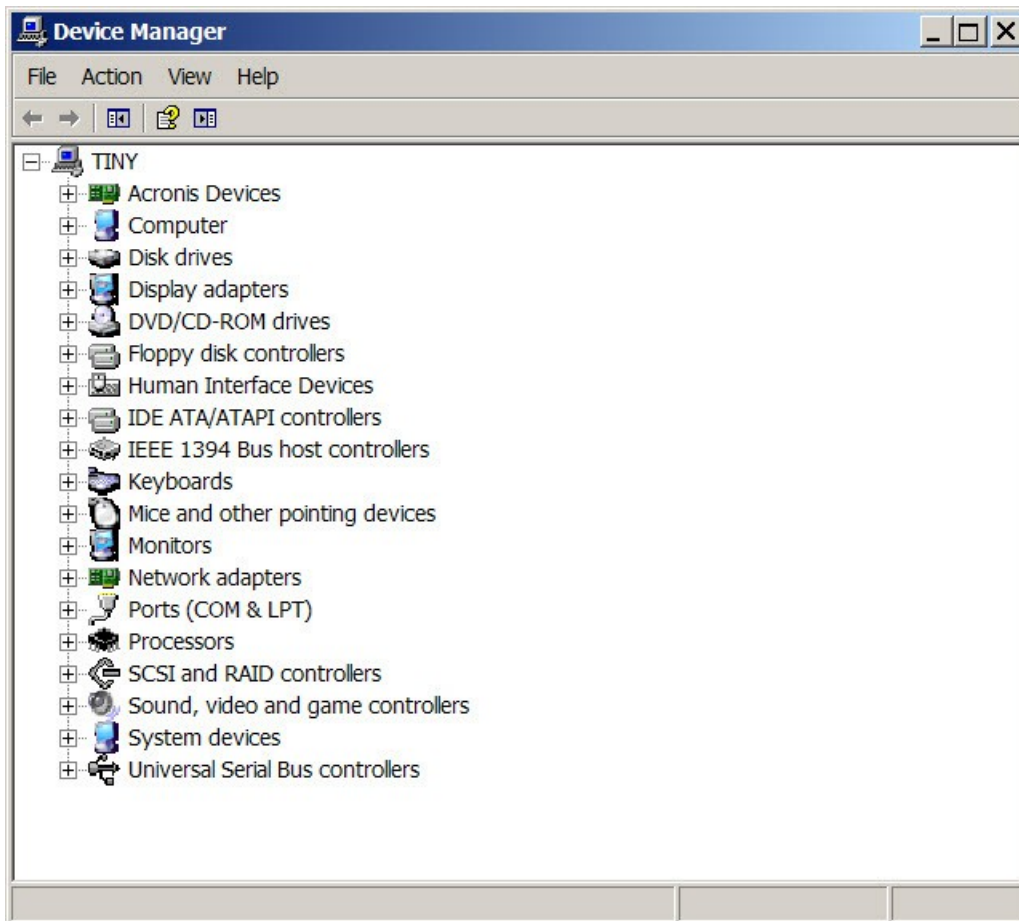 Device Manager
File Action View Help
TINY
Acronis Devices
Computer
Disk drives
Display adapters
DVD/CD-ROM drives
Floppy disk controllers
Human Interface Devices
IDE ATA/ATAPI controllers
IEEE 1394 Bus host controllers
Keyboards
Mice and other pointing devices
Monitors
Network adapters
Ports (COM & LPT)
Processors
SCSI and RAID controllers
Sound, video and game controllers
System devices
Universal Serial Bus controllers